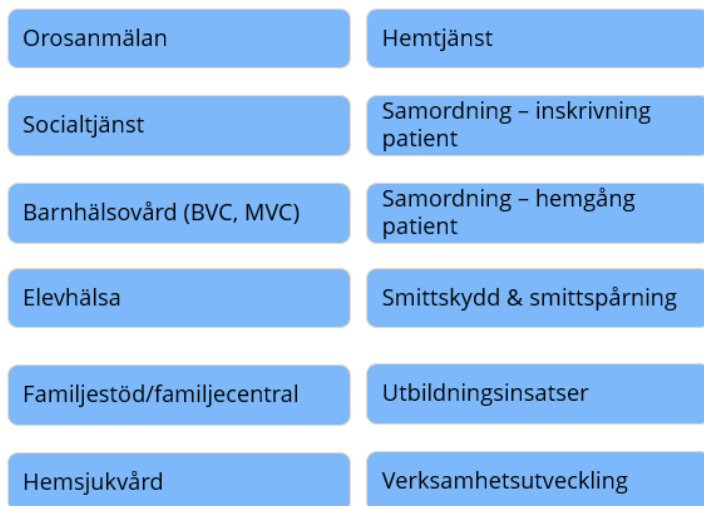 Orosanmälan
Hemtjänst
Socialtjänst
Samordning – inskrivning
patient
Barnhälsovård (BVC, MVC)
Samordning – hemgång
patient
Elevhälsa
Smittskydd & smittspårning
Familjestöd/familjecentral
Utbildningsinsatser
Hemsjukvård
Verksamhetsutveckling